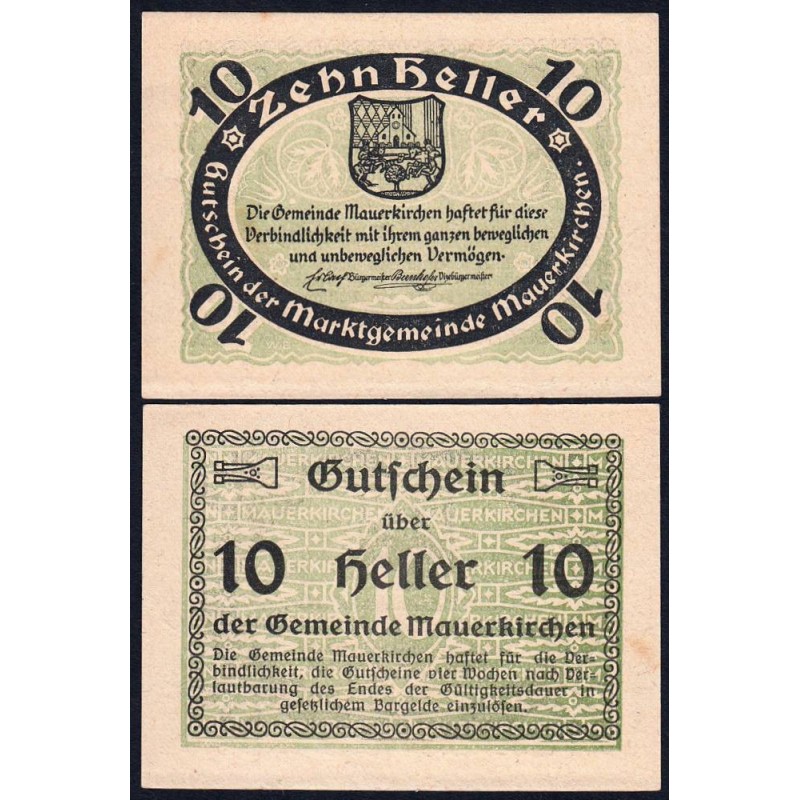 10 10
Zehn Heller
Die Gemeinde Mauerkirchen haftet für diese
Verbindlichkeit mit ihrem ganzen beweglichen
und unbeweglichen Vermögen.
Bürgermeister Vizebürgermeister
Gutschein der Marktgemeinde Mauerkirchen.
10 10
MAUERKIRCHEN
Gutſchein
über
MAUERKIRCHEN MAUERKIRCHEN
10 Heller 10
der Gemeinde Mauerkirchen
Die Gemeinde Mauerkirchen haftet für die Ver-
bindlichkeit, die Gutſcheine vier Wochen nach Ver-
lautbarung des Endes der Gültigkeitsdauer in
geſetzlichem Bargelde einzulöſen.